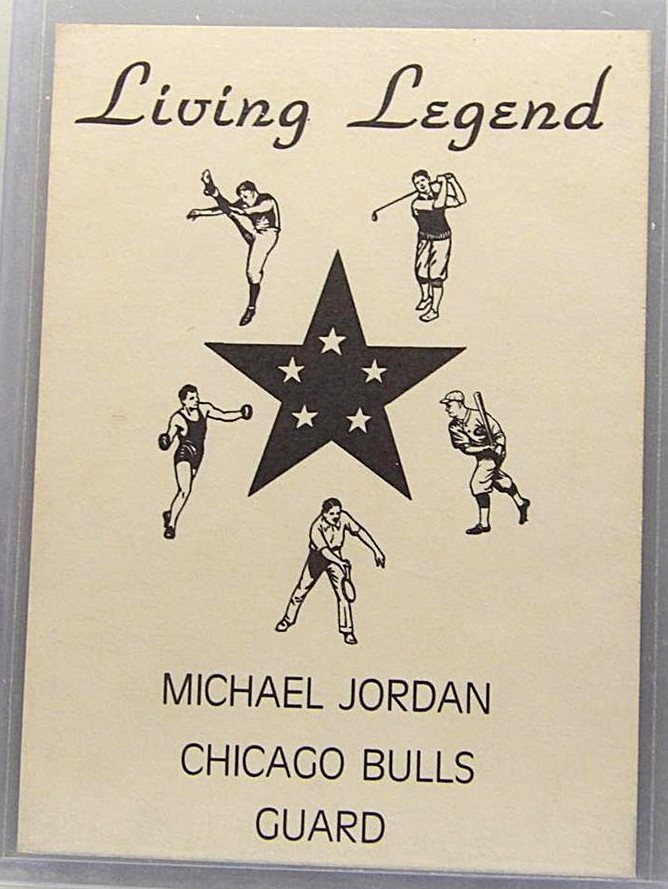 Living Legend
MICHAEL JORDAN
CHICAGO BULLS
GUARD